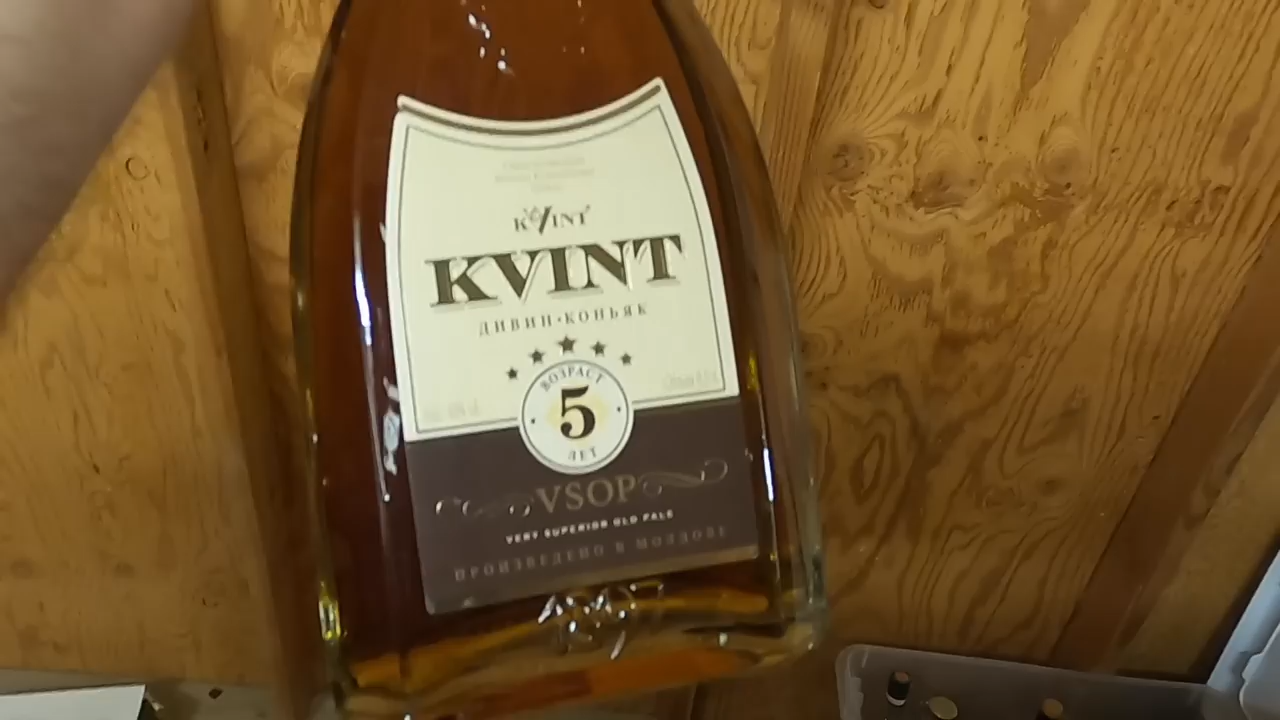 KVINT
KVINT
ДИВИН·КОНЬЯК
ВОЗРАСТ
5
ЛЕТ
VSOP
VERY SUPERIOR OLD PALE
ПРОИЗВЕДЕНО В МОЛДОВЕ